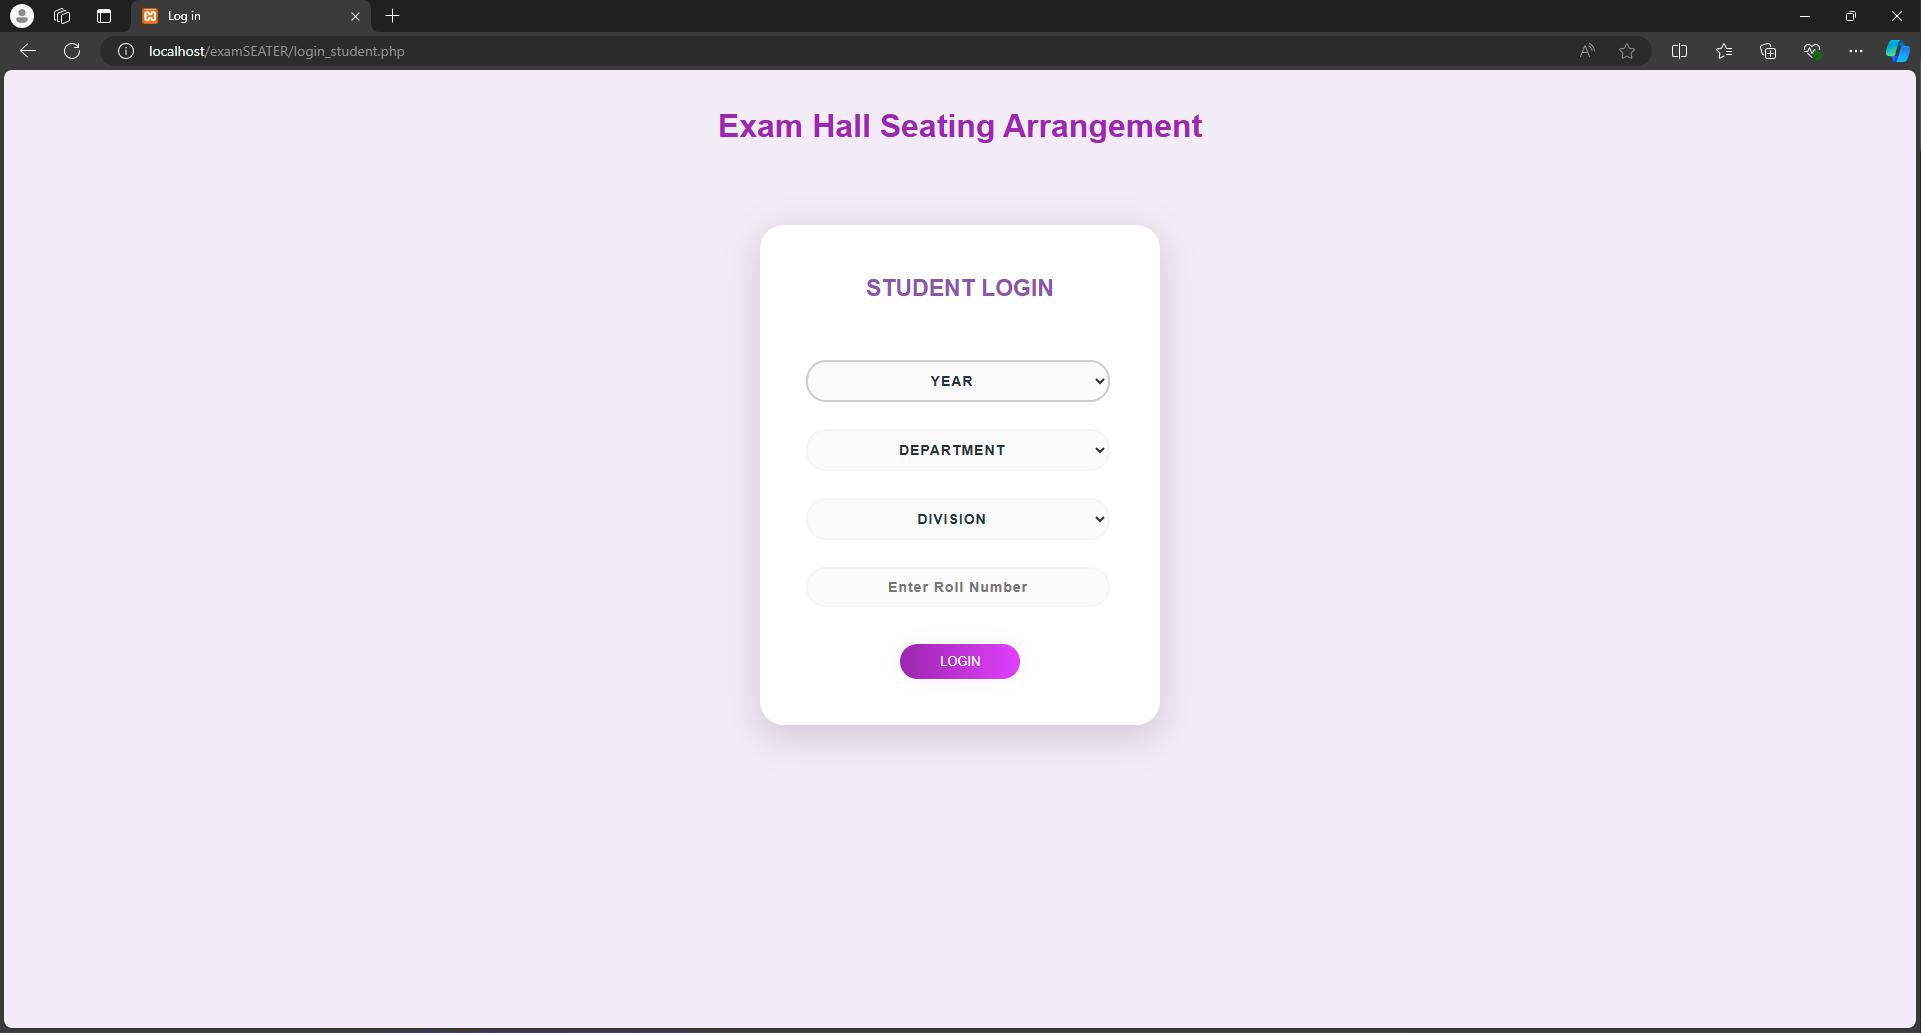 Log in
localhost/examSEATER/login_student.php
Exam Hall Seating Arrangement
STUDENT LOGIN
YEAR
DEPARTMENT
DIVISION
Enter Roll Number
LOGIN